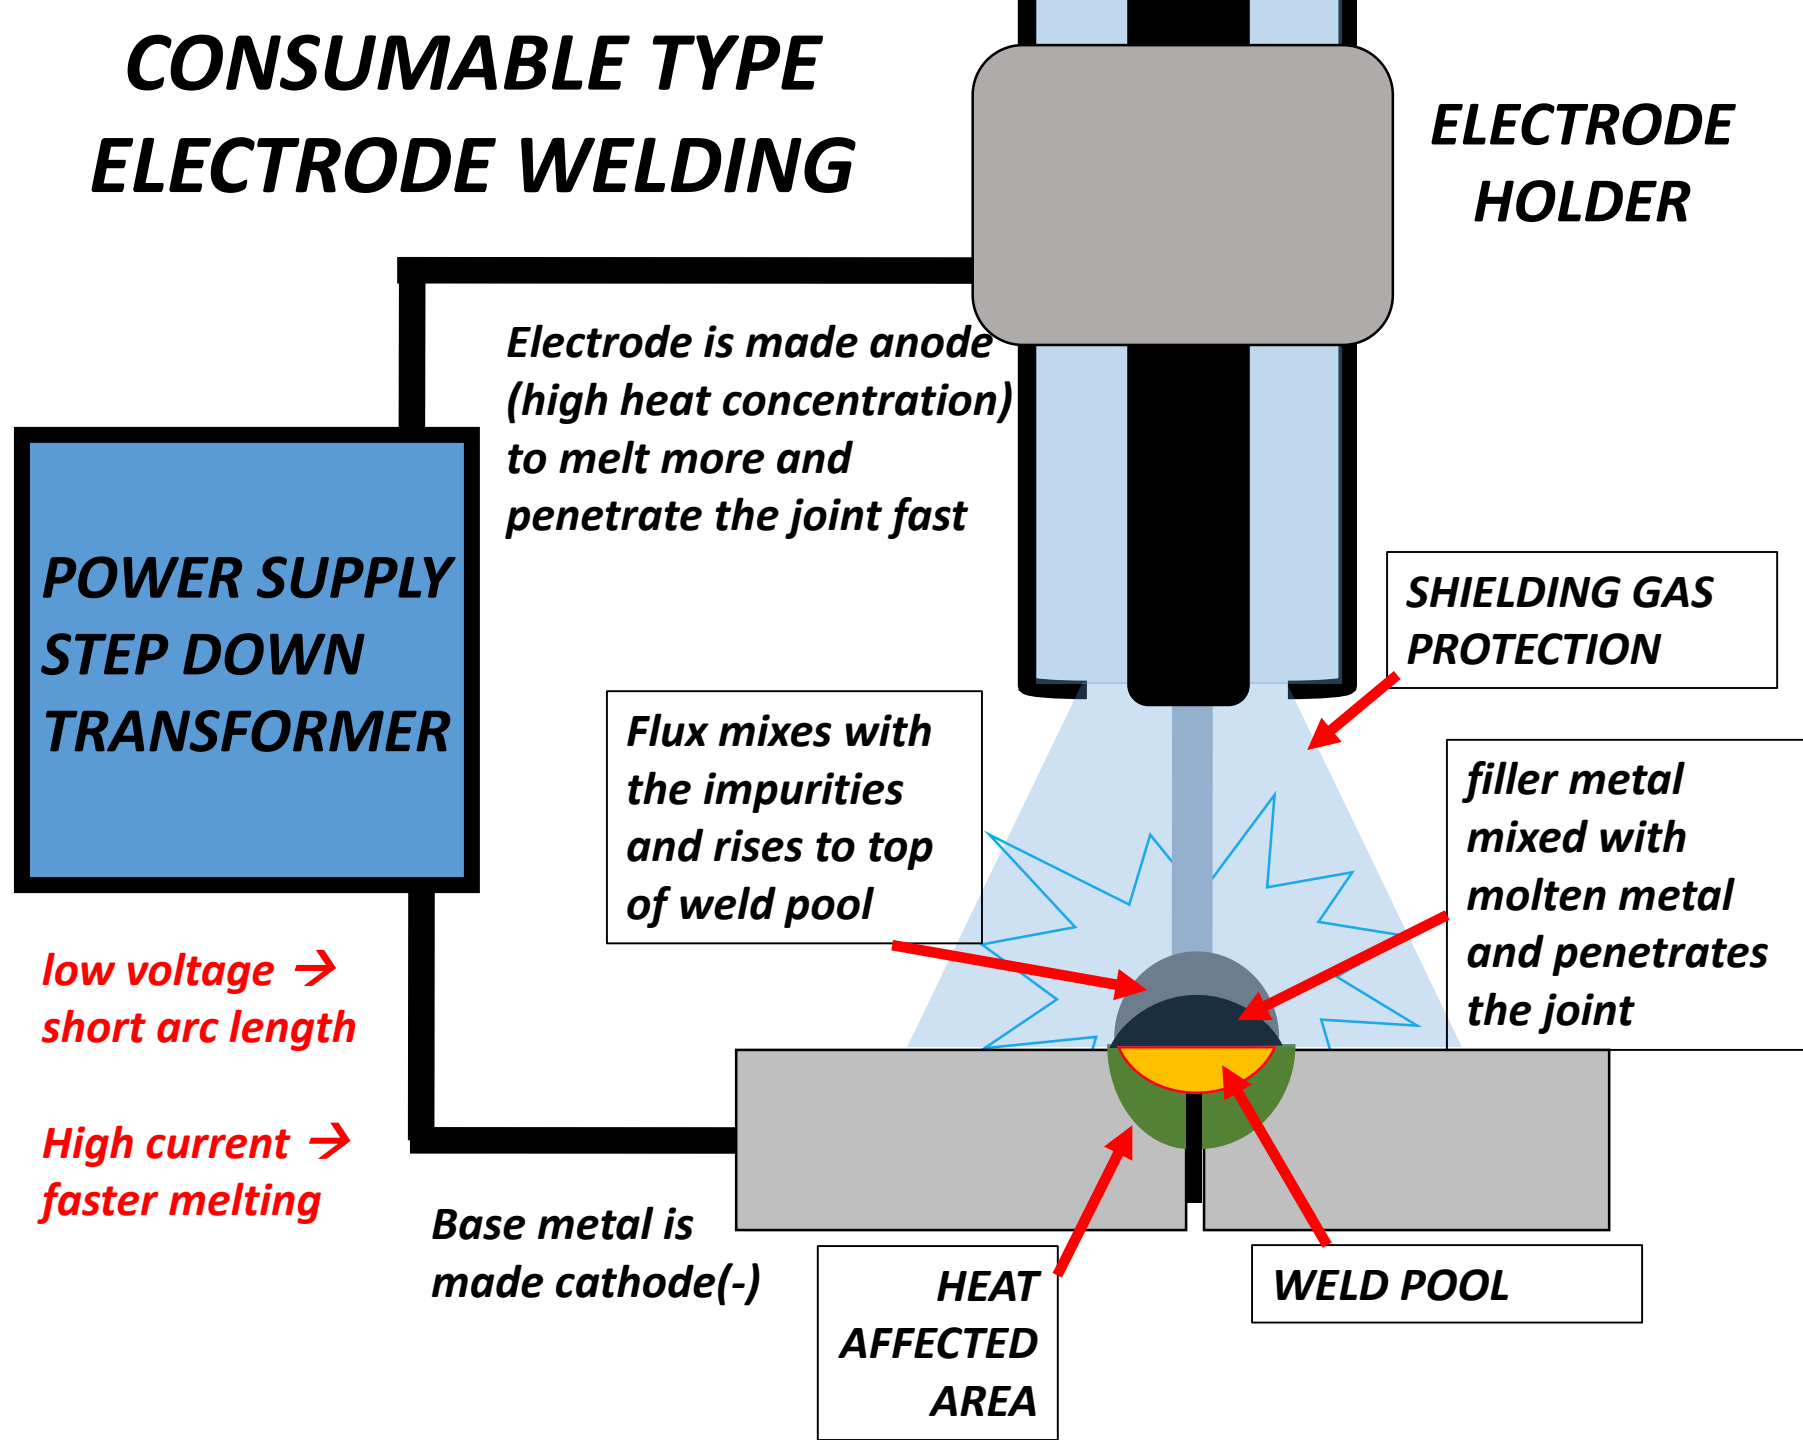 CONSUMABLE TYPE
ELECTRODE WELDING
ELECTRODE
HOLDER
Electrode is made anode
(high heat concentration)
to melt more and
penetrate the joint fast
POWER SUPPLY
STEP DOWN
TRANSFORMER
SHIELDING GAS
PROTECTION
Flux mixes with
the impurities
and rises to top
of weld pool
filler metal
mixed with
molten metal
and penetrates
the joint
low voltage →
short arc length
High current →
faster melting
Base metal is
made cathode(-)
HEAT
AFFECTED
AREA
WELD POOL